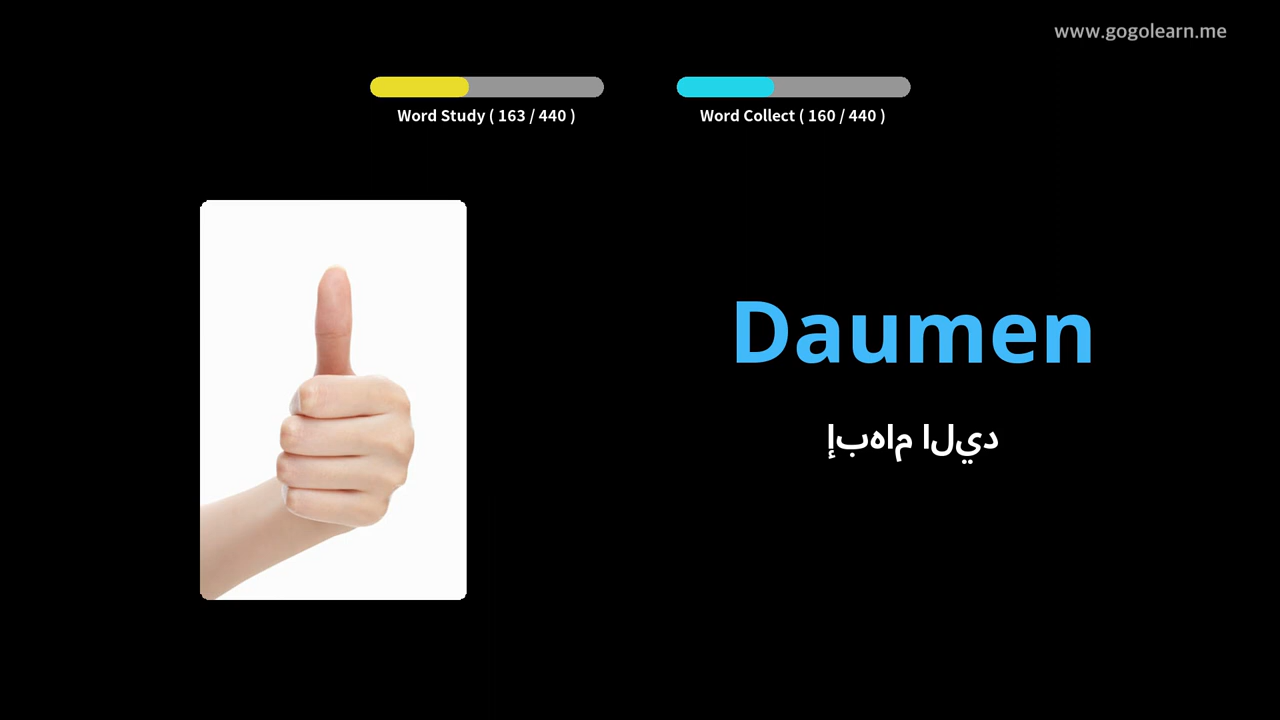 www.gogolearn.me
Word Study ( 163 / 440 )
Word Collect ( 160 / 440 )
Daumen
إبهام اليد